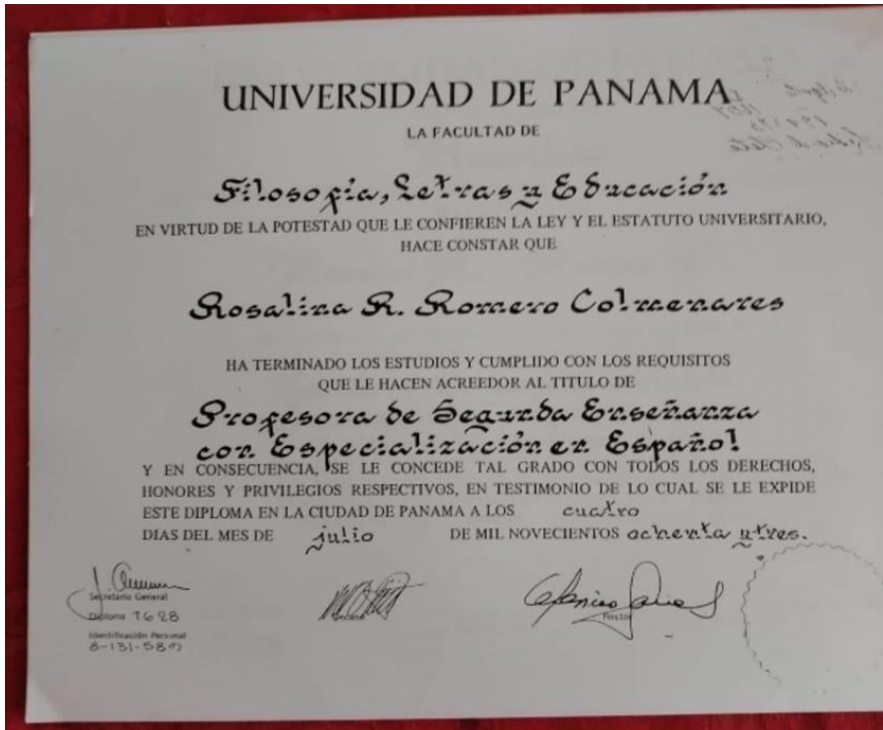 UNIVERSIDAD DE PANAMA
LA FACULTAD DE
Filosofía, Letras y Educación
EN VIRTUD DE LA POTESTAD QUE LE CONFIEREN LA LEY Y EL ESTATUTO UNIVERSITARIO,
HACE CONSTAR QUE
Rosalina R. Romero Colmenares
HA TERMINADO LOS ESTUDIOS Y CUMPLIDO CON LOS REQUISITOS
QUE LE HACEN ACREEDOR AL TITULO DE
Profesora de Segunda Enseñanza
con Especialización en Español
Y EN CONSECUENCIA, SE LE CONCEDE TAL GRADO CON TODOS LOS DERECHOS,
HONORES Y PRIVILEGIOS RESPECTIVOS, EN TESTIMONIO DE LO CUAL SE LE EXPIDE
ESTE DIPLOMA EN LA CIUDAD DE PANAMA A LOS cuatro
DIAS DEL MES DE julio DE MIL NOVECIENTOS ochenta y tres.
Secretario General
Decano
Rector
Diploma 7628
Identificación Personal